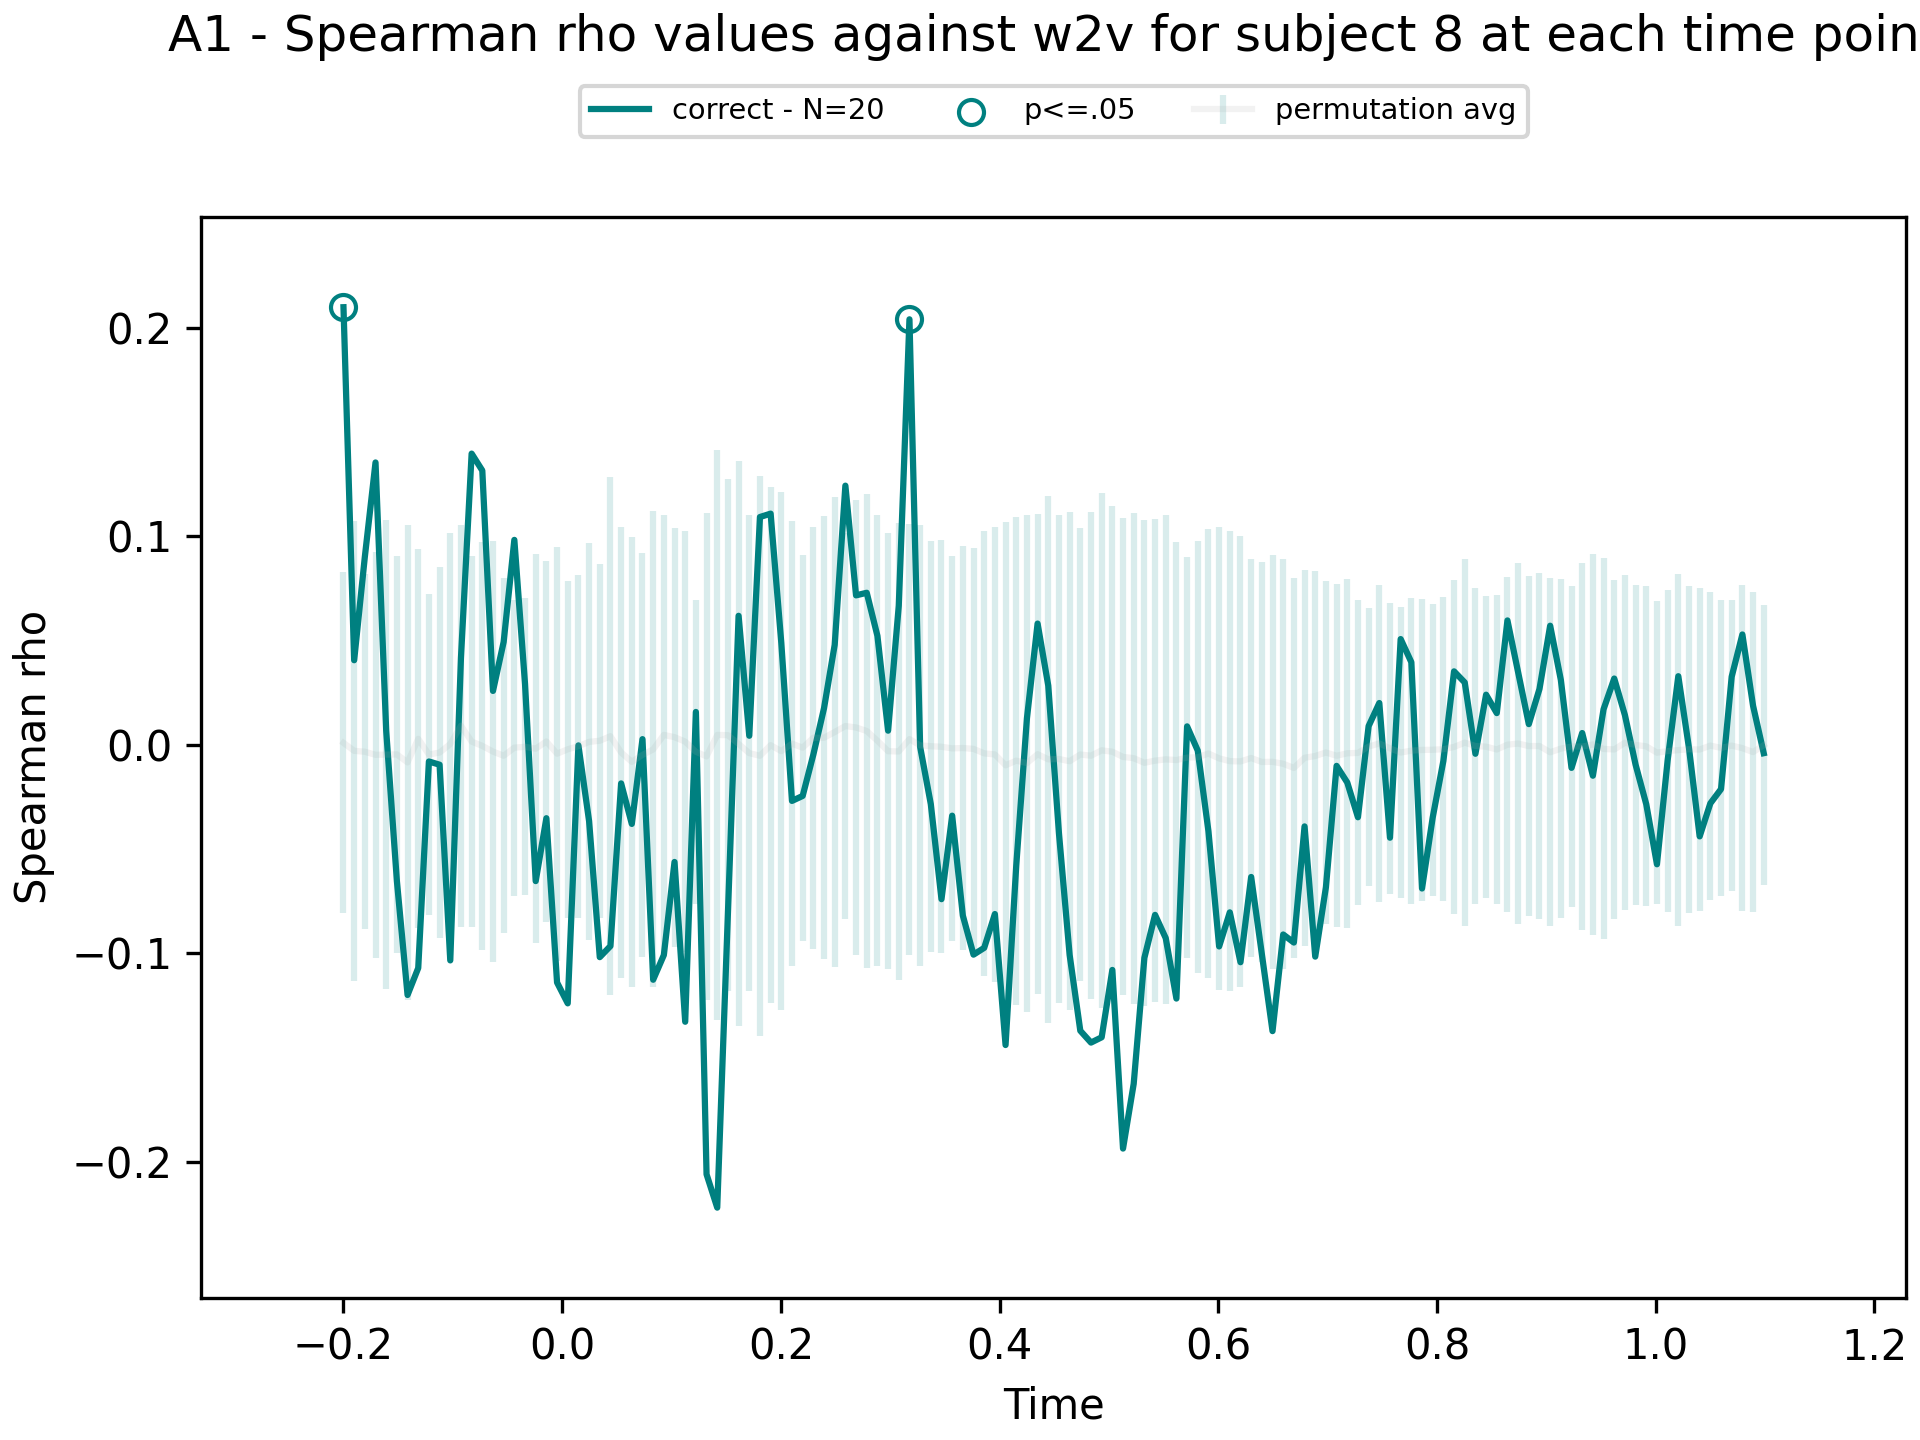 A1 - Spearman rho values against w2v for subject 8 at each time poin
correct - N=20 p<=.05 permutation avg
Spearman rho
0.2
0.1
0.0
−0.1
−0.2
−0.2 0.0 0.2 0.4 0.6 0.8 1.0 1.2
Time